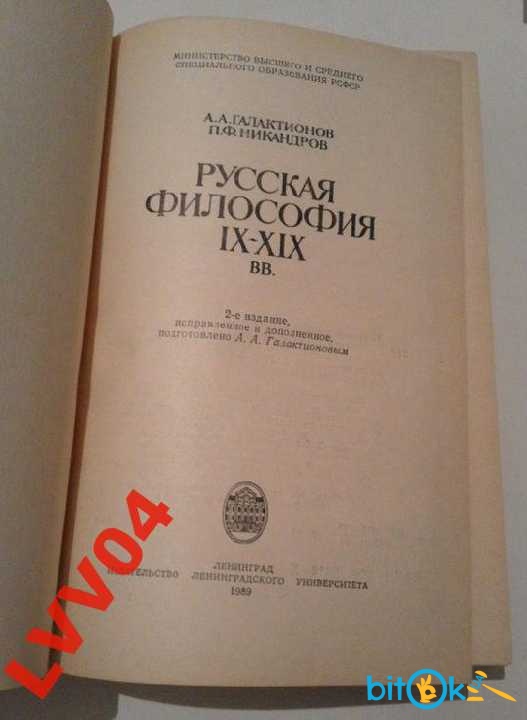 МИНИСТЕРСТВО ВЫСШЕГО И СРЕДНЕГО
СПЕЦИАЛЬНОГО ОБРАЗОВАНИЯ РСФСР
А. А. ГАЛАКТИОНОВ
П. Ф. НИКАНДРОВ
РУССКАЯ
ФИЛОСОФИЯ
IX-XIX
ВВ.
2-е издание,
исправленное и дополненное,
подготовлено А. А. Галактионовым
ЛЕНИНГРАД
ИЗДАТЕЛЬСТВО ЛЕНИНГРАДСКОГО УНИВЕРСИТЕТА
1989
LVV04
bitOk